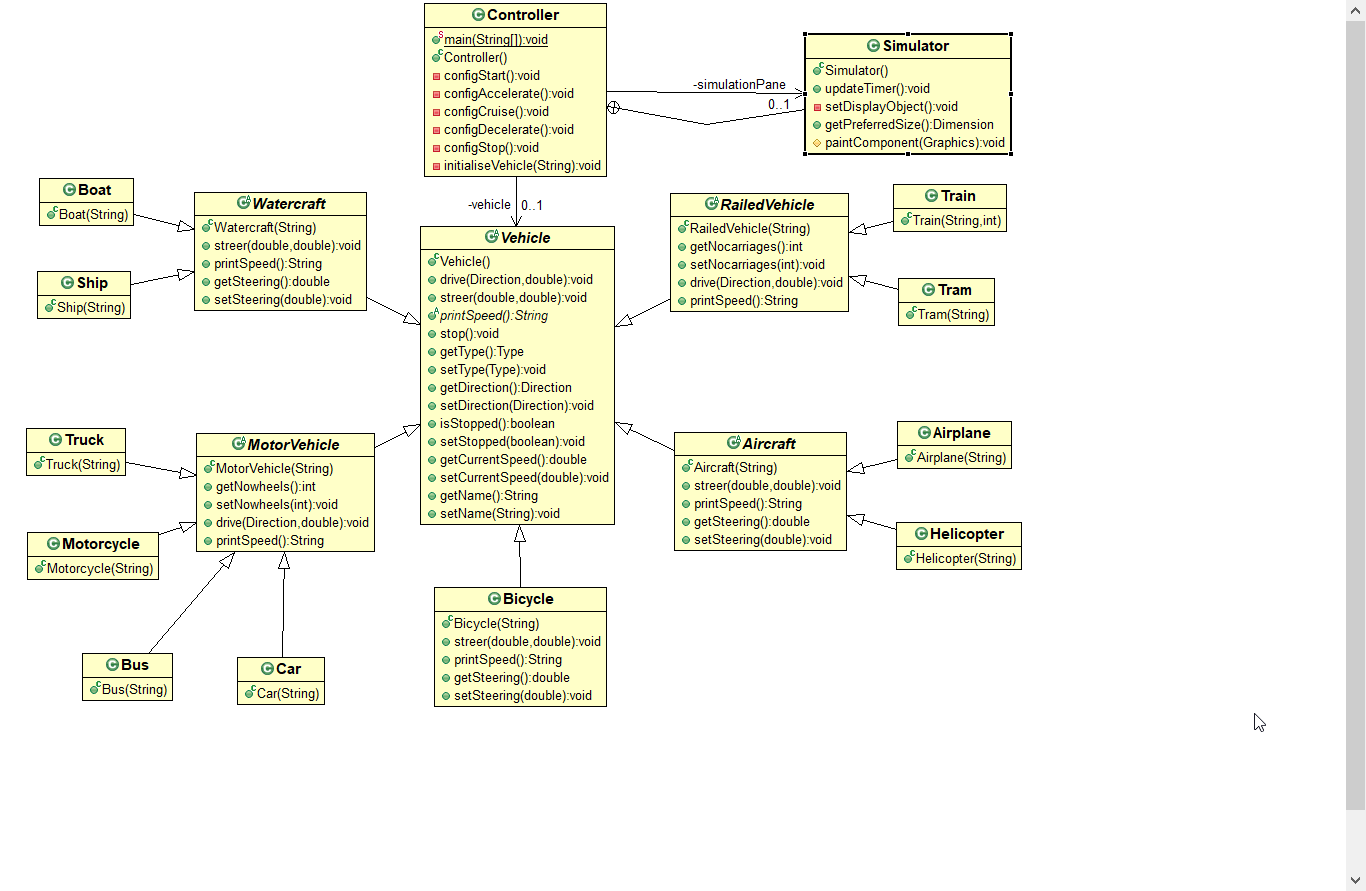 Controller
main(String[]):void
Controller()
configStart():void
configAccelerate():void
configCruise():void
configDecelerate():void
configStop():void
initialiseVehicle(String):void
-simulationPane
0..1
Simulator
Simulator()
updateTimer():void
setDisplayObject():void
getPreferredSize():Dimension
paintComponent(Graphics):void
-vehicle
0..1
Boat
Boat(String)
Ship
Ship(String)
Watercraft
Watercraft(String)
streer(double,double):void
printSpeed():String
getSteering():double
setSteering(double):void
Vehicle
Vehicle()
drive(Direction,double):void
streer(double,double):void
printSpeed():String
stop():void
getType():Type
setType(Type):void
getDirection():Direction
setDirection(Direction):void
isStopped():boolean
setStopped(boolean):void
getCurrentSpeed():double
setCurrentSpeed(double):void
getName():String
setName(String):void
RailedVehicle
RailedVehicle(String)
getNocarriages():int
setNocarriages(int):void
drive(Direction,double):void
printSpeed():String
Train
Train(String,int)
Tram
Tram(String)
Truck
Truck(String)
Motorcycle
Motorcycle(String)
MotorVehicle
MotorVehicle(String)
getNowheels():int
setNowheels(int):void
drive(Direction,double):void
printSpeed():String
Aircraft
Aircraft(String)
streer(double,double):void
printSpeed():String
getSteering():double
setSteering(double):void
Airplane
Airplane(String)
Helicopter
Helicopter(String)
Bus
Bus(String)
Car
Car(String)
Bicycle
Bicycle(String)
streer(double,double):void
printSpeed():String
getSteering():double
setSteering(double):void